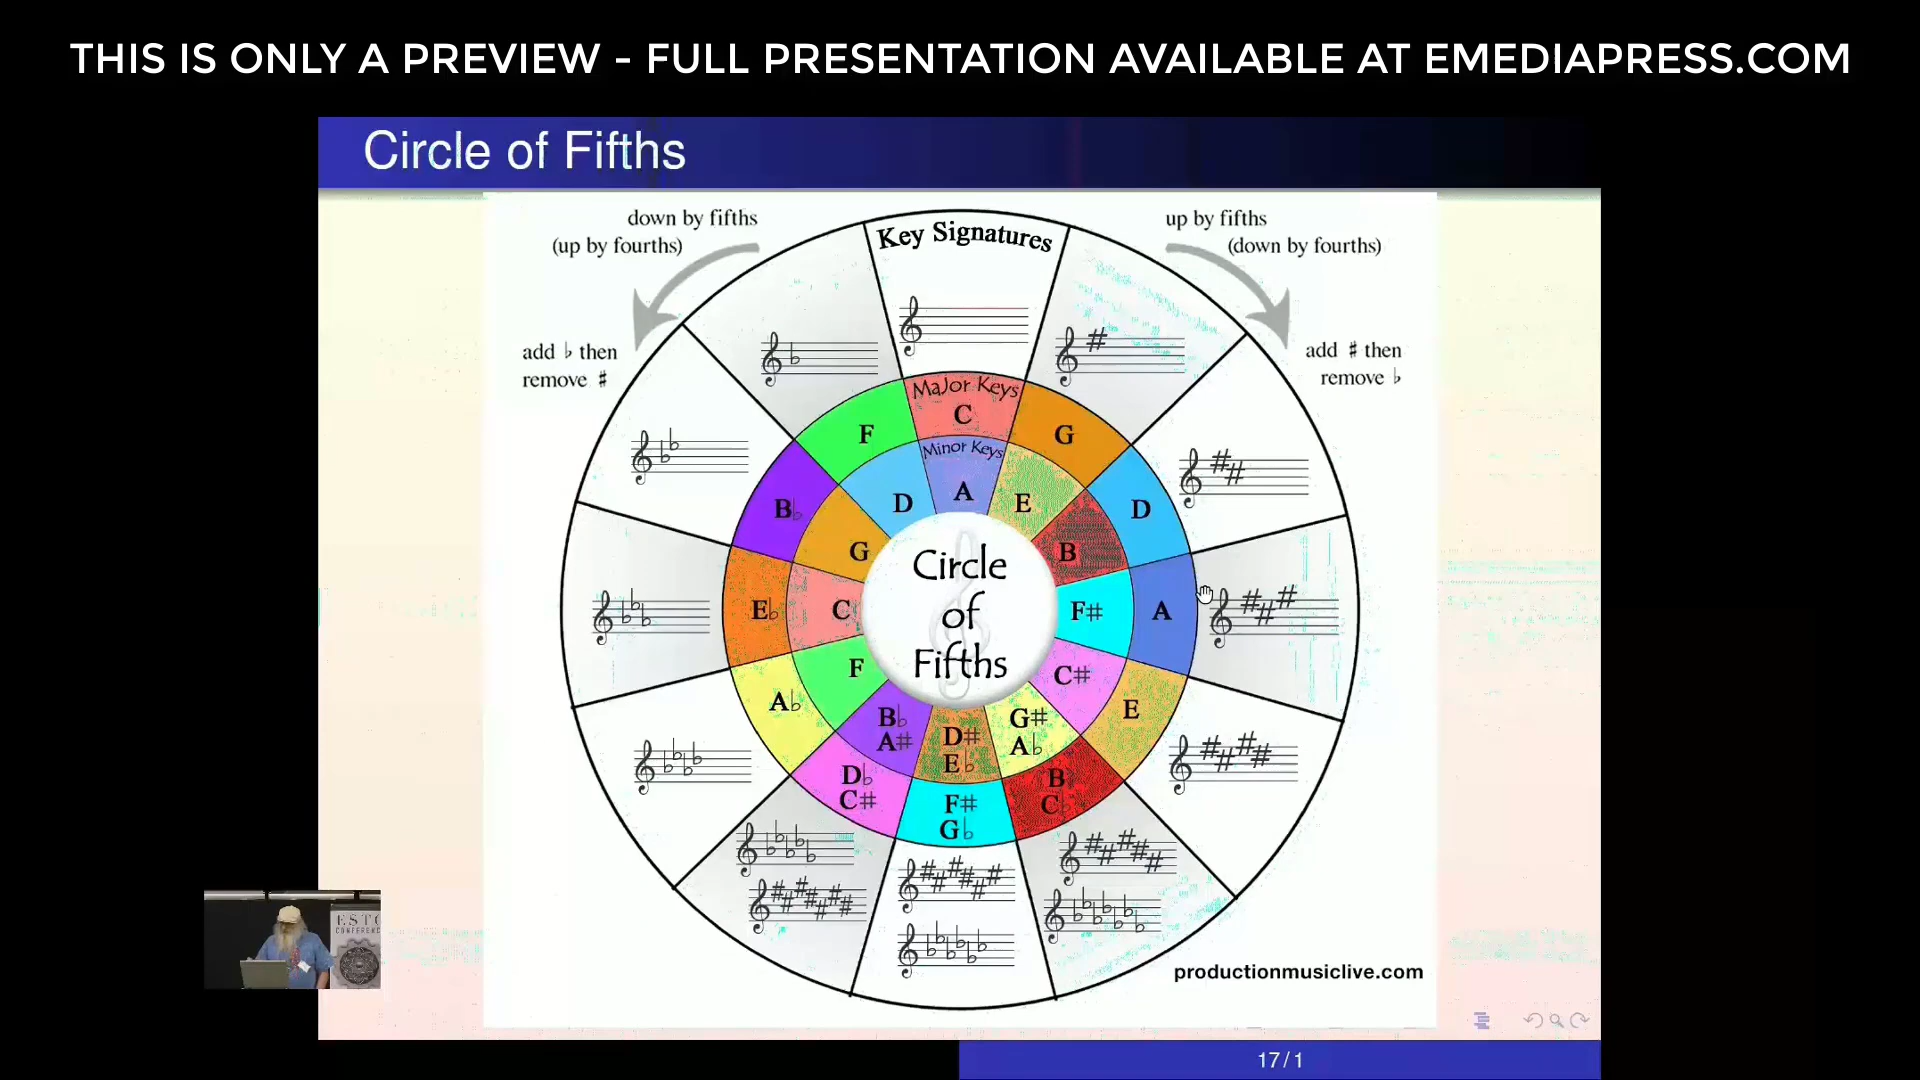 THIS IS ONLY A PREVIEW - FULL PRESENTATION AVAILABLE AT EMEDIAPRESS.COM
Circle of Fifths
down by fifths
(up by fourths)
up by fifths
(down by fourths)
add ♭ then
remove ♯
add ♯ then
remove ♭
Key Signatures
Major Keys
C
G
D
A
E
B
C♭
F#
G♭
D♭
C#
A♭
E♭
B♭
F
Minor Keys
A
E
B
F#
C#
G#
A♭
D#
E♭
B♭
A#
F
C
G
D
Circle
of
Fifths
productionmusiclive.com
17/1